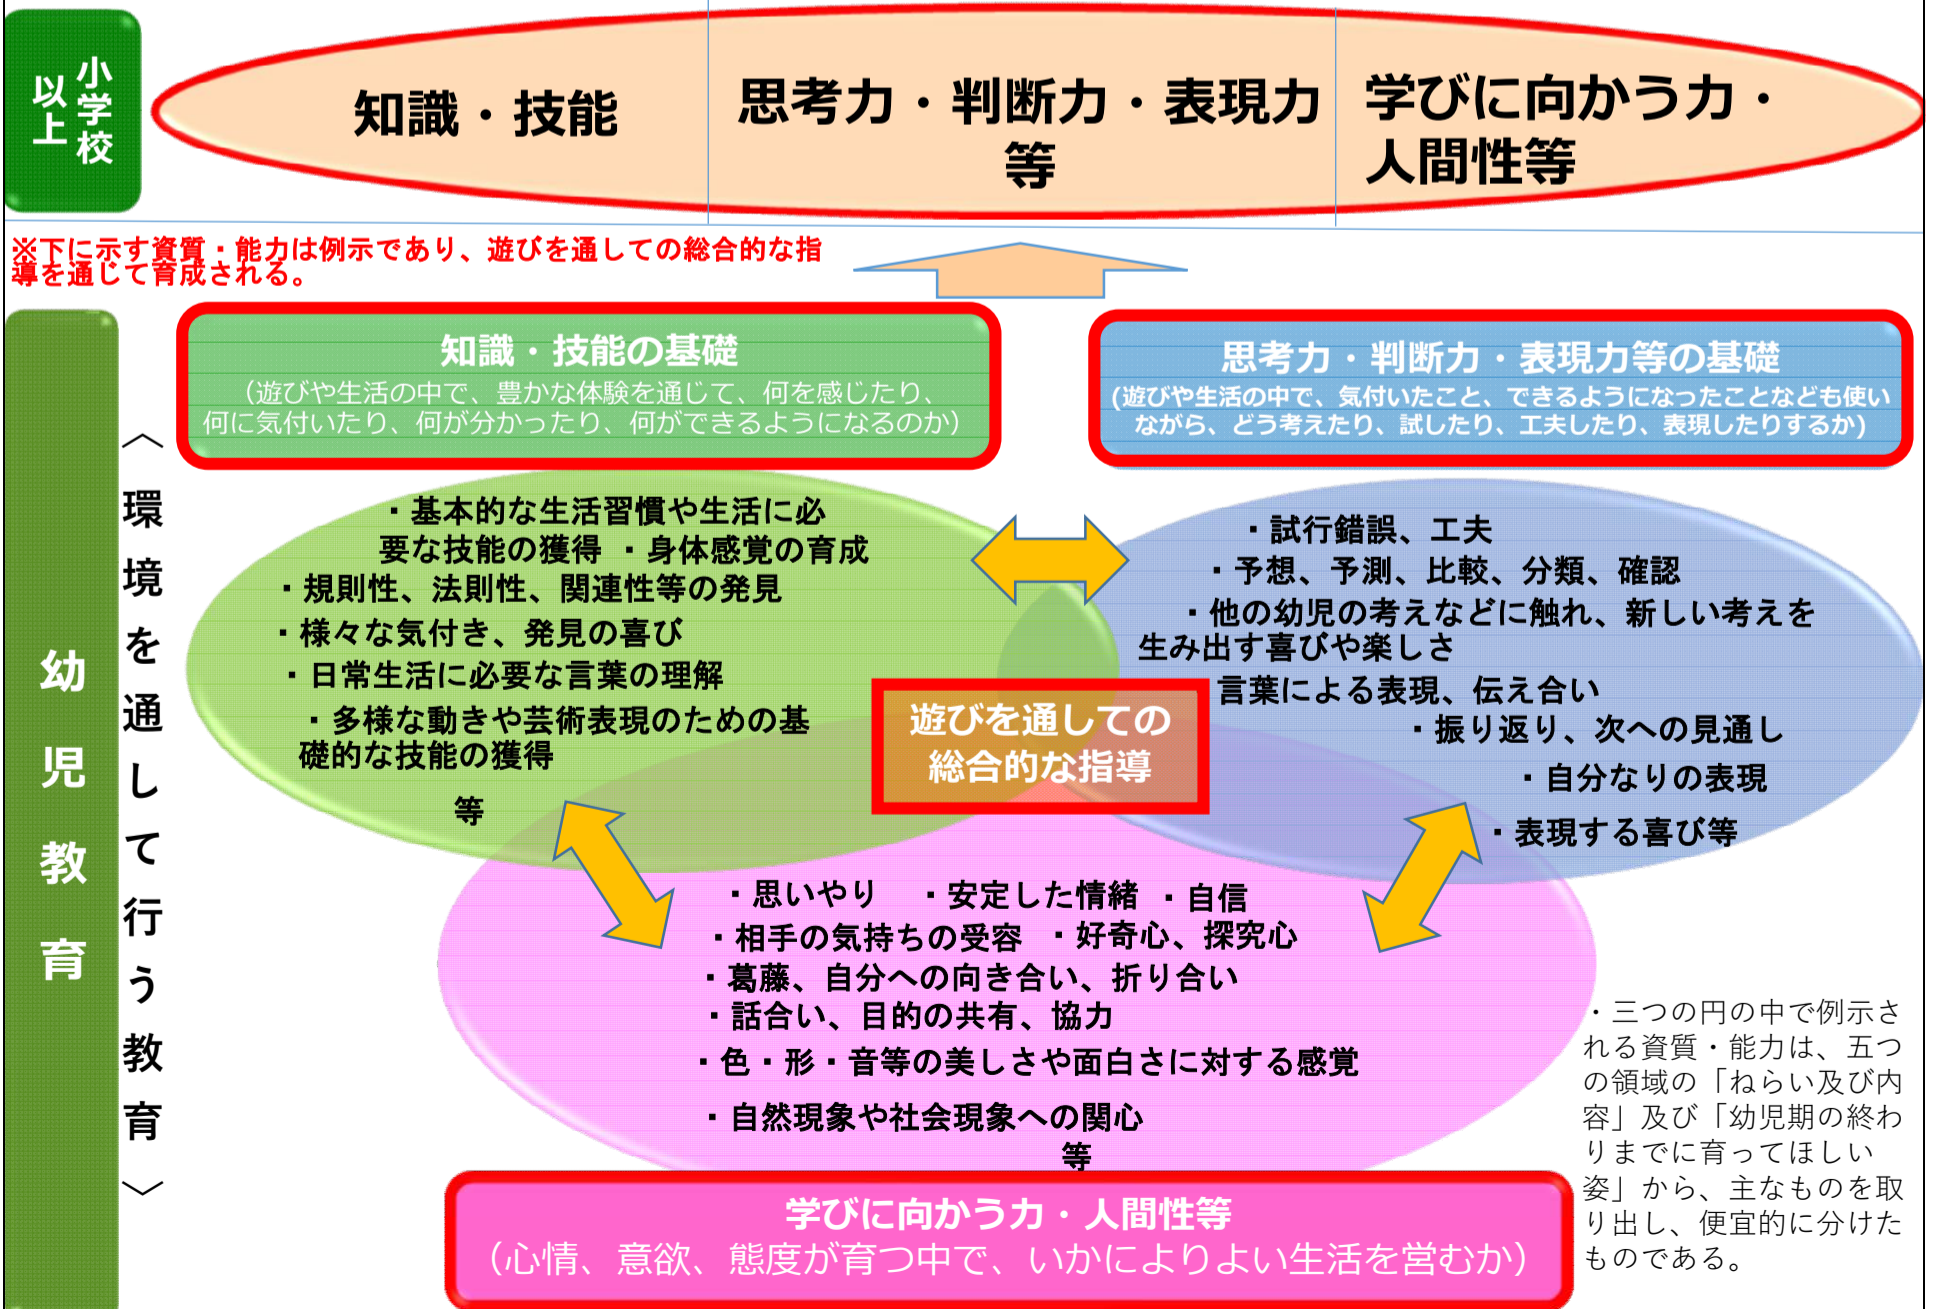 小学校
以上
知識・技能
思考力・判断力・表現力
等
学びに向かう力・
人間性等
※下に示す資質・能力は例示であり、遊びを通しての総合的な指
導を通じて育成される。
幼児教育
〈環境を通して行う教育〉
知識・技能の基礎
（遊びや生活の中で、豊かな体験を通じて、何を感じたり、
何に気付いたり、何が分かったり、何ができるようになるのか）
思考力・判断力・表現力等の基礎
(遊びや生活の中で、気付いたこと、できるようになったことなども使い
ながら、どう考えたり、試したり、工夫したり、表現したりするか)
・基本的な生活習慣や生活に必
要な技能の獲得 ・身体感覚の育成
・規則性、法則性、関連性等の発見
・様々な気付き、発見の喜び
・日常生活に必要な言葉の理解
・多様な動きや芸術表現のための基
礎的な技能の獲得
等
・試行錯誤、工夫
・予想、予測、比較、分類、確認
・他の幼児の考えなどに触れ、新しい考えを
生み出す喜びや楽しさ
言葉による表現、伝え合い
・振り返り、次への見通し
・自分なりの表現
・表現する喜び等
遊びを通しての
総合的な指導
・思いやり ・安定した情緒 ・自信
・相手の気持ちの受容 ・好奇心、探究心
・葛藤、自分への向き合い、折り合い
・話合い、目的の共有、協力
・色・形・音等の美しさや面白さに対する感覚
・自然現象や社会現象への関心
等
学びに向かう力・人間性等
（心情、意欲、態度が育つ中で、いかによりよい生活を営むか）
・三つの円の中で例示さ
れる資質・能力は、五つ
の領域の「ねらい及び内
容」及び「幼児期の終わ
りまでに育ってほしい
姿」から、主なものを取
り出し、便宜的に分けた
ものである。